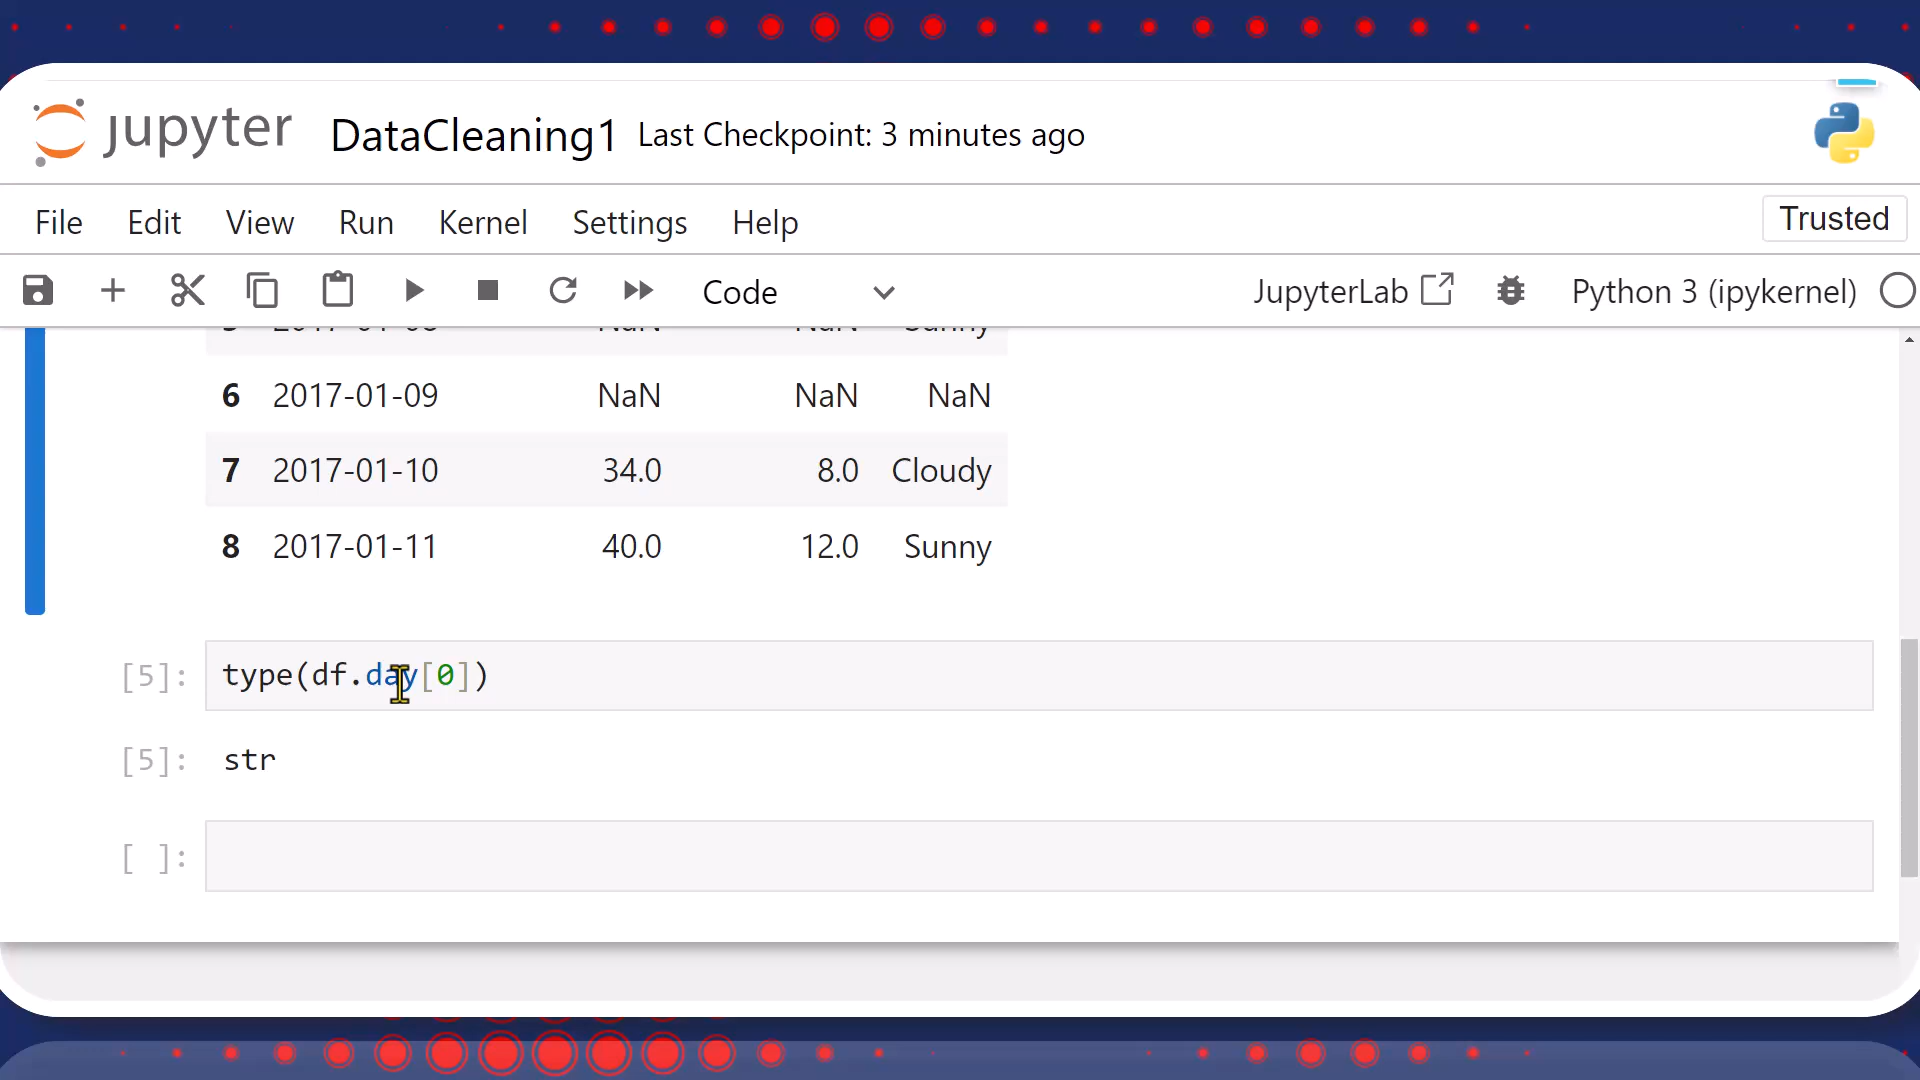 jupyter DataCleaning1 Last Checkpoint: 3 minutes ago
File Edit View Run Kernel Settings Help Trusted
Code JupyterLab Python 3 (ipykernel)
6 2017-01-09 NaN NaN NaN
7 2017-01-10 34.0 8.0 Cloudy
8 2017-01-11 40.0 12.0 Sunny
[5]: type(df.day[0])
[5]: str
[ ]: